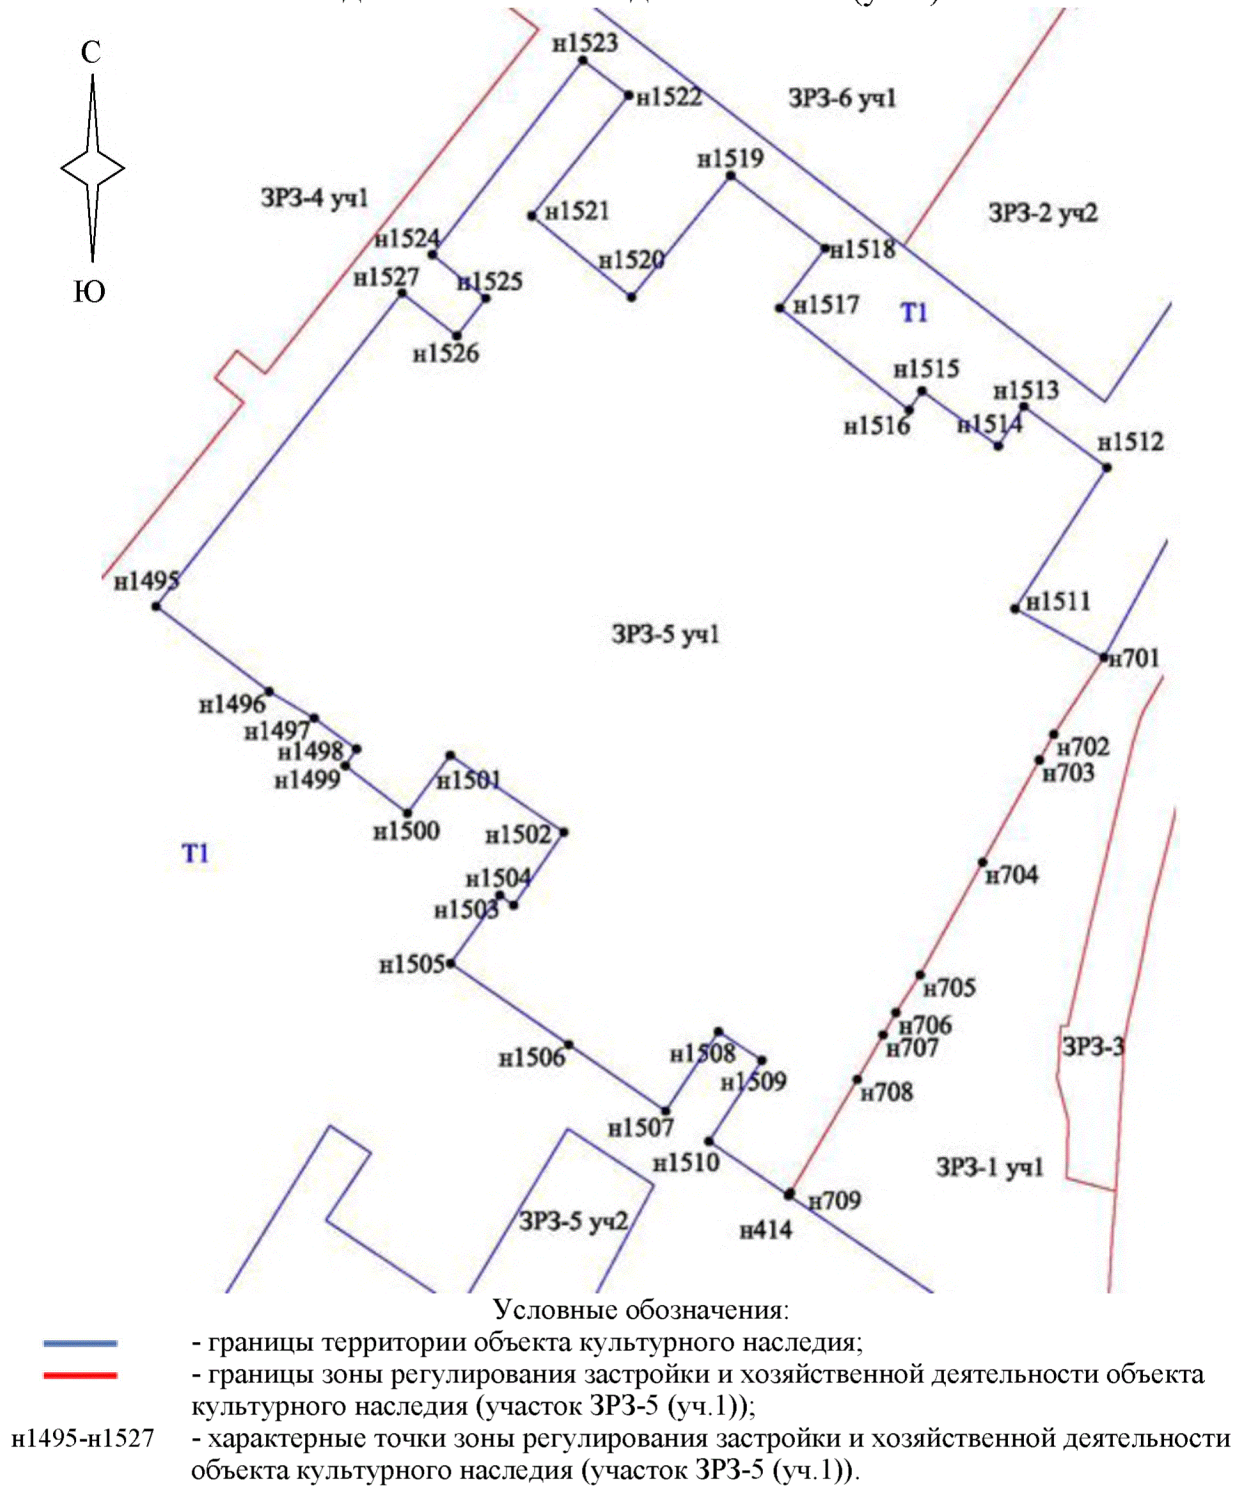 С
Ю
н1523
н1522
ЗРЗ-6 уч1
н1519
ЗРЗ-4 уч1
н1521
ЗРЗ-2 уч2
н1524
н1518
н1520
н1527
н1525
н1517
Т1
н1526
н1515
н1513
н1516
н1514
н1512
н1495
н1511
ЗРЗ-5 уч1
н701
н1496
н1497
н1498
н702
н1499
н703
н1501
н1500
н1502
Т1
н704
н1504
н1503
н1505
н705
н706
н707
ЗРЗ-3
н1506
н1508
н1509
н708
н1507
н1510
ЗРЗ-1 уч1
н709
ЗРЗ-5 уч2
н414
Условные обозначения:
- границы территории объекта культурного наследия;
- границы зоны регулирования застройки и хозяйственной деятельности объекта
культурного наследия (участок ЗРЗ-5 (уч.1));
н1495-н1527 - характерные точки зоны регулирования застройки и хозяйственной деятельности
объекта культурного наследия (участок ЗРЗ-5 (уч.1)).